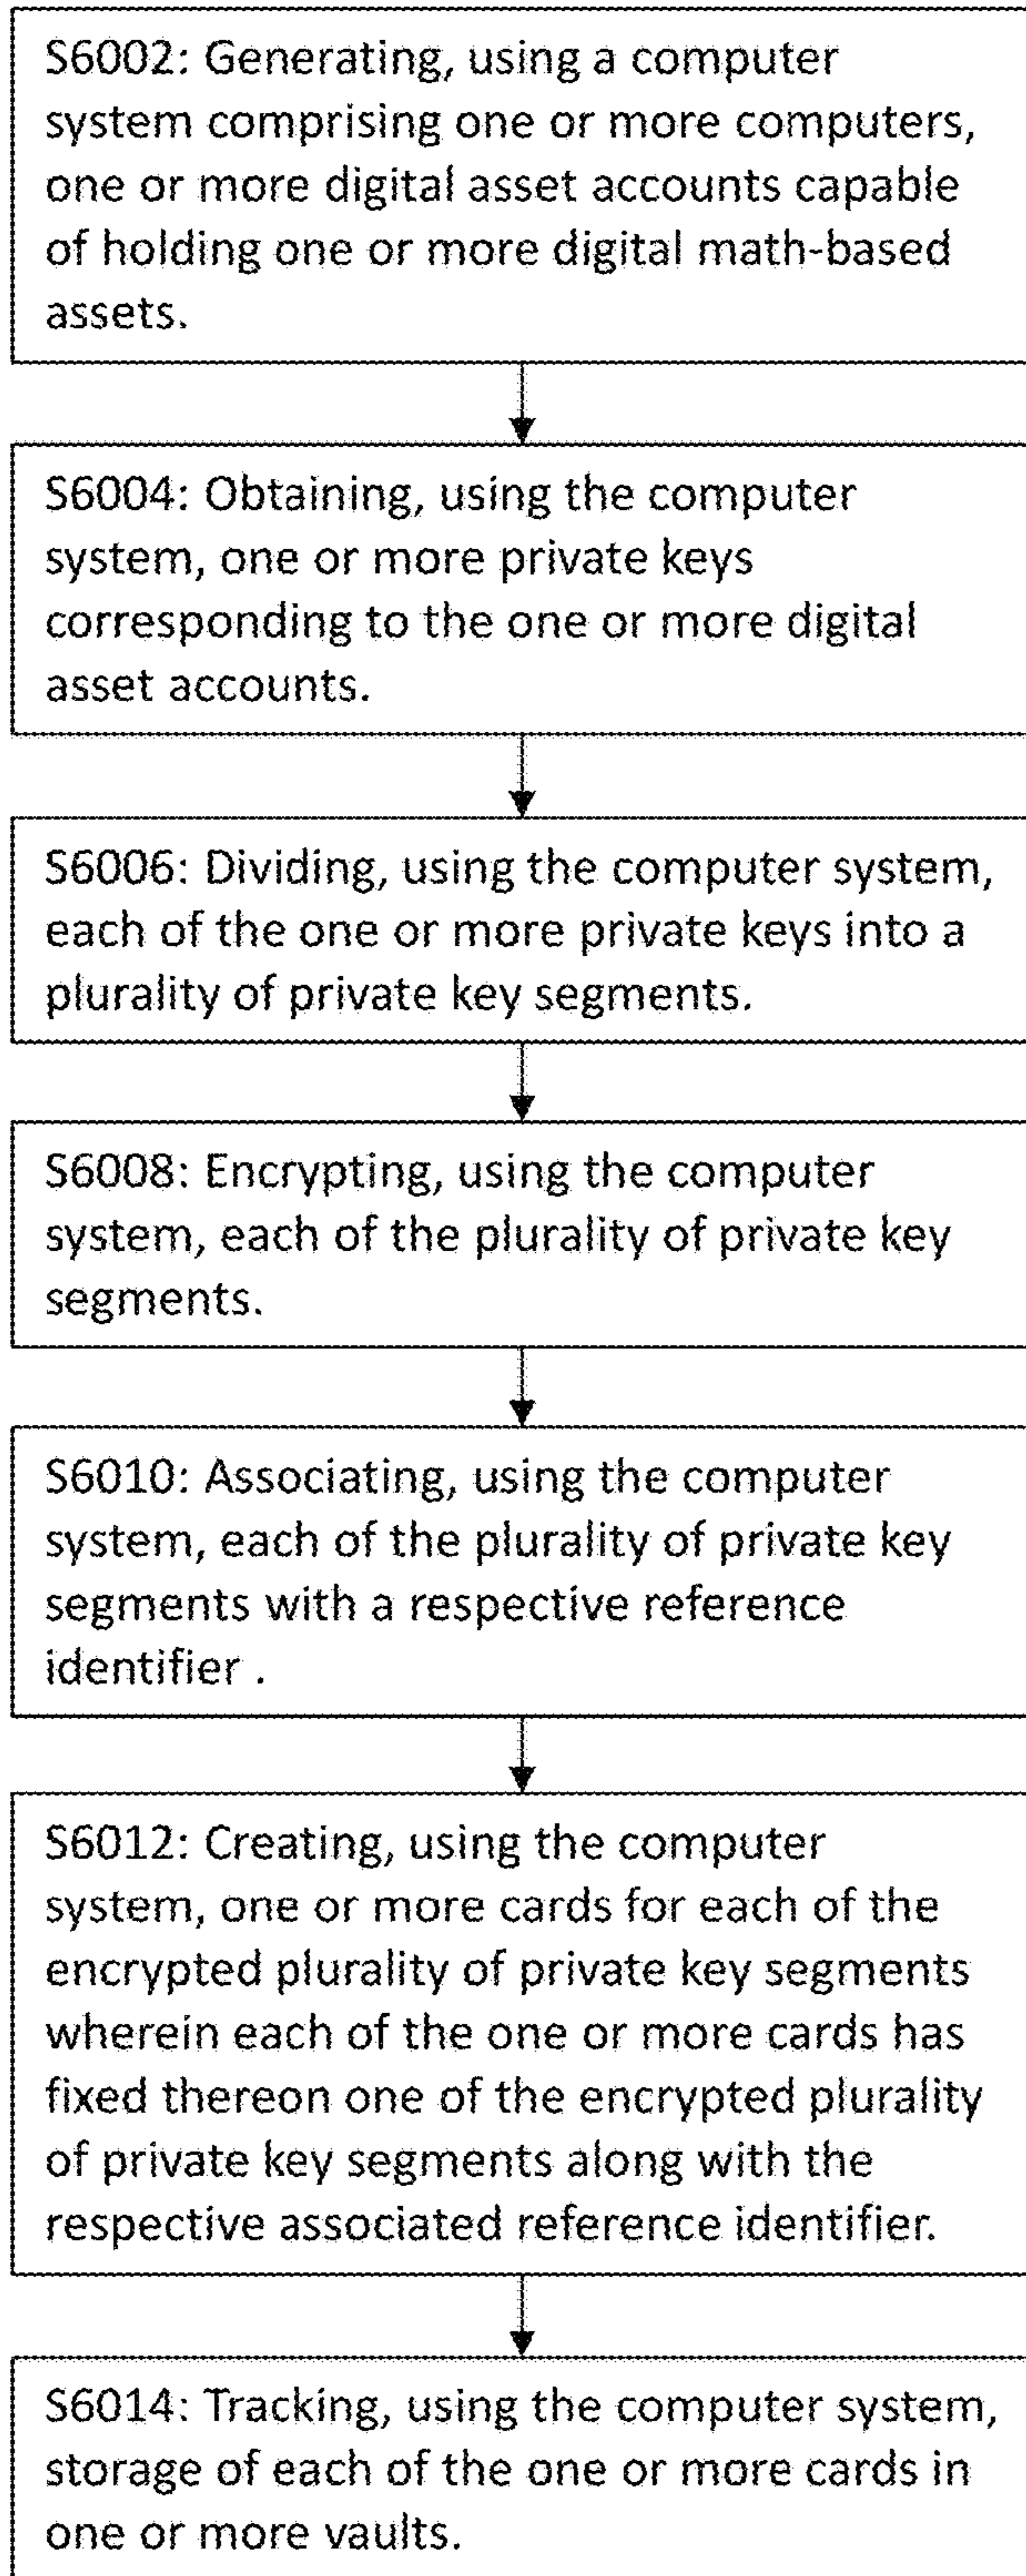 S6002: Generating, using a computer
system comprising one or more computers,
one or more digital asset accounts capable
of holding one or more digital math-based
assets.
S6004: Obtaining, using the computer
system, one or more private keys
corresponding to the one or more digital
asset accounts.
S6006: Dividing, using the computer system,
each of the one or more private keys into a
plurality of private key segments.
S6008: Encrypting, using the computer
system, each of the plurality of private key
segments.
S6010: Associating, using the computer
system, each of the plurality of private key
segments with a respective reference
identifier .
S6012: Creating, using the computer
system, one or more cards for each of the
encrypted plurality of private key segments
wherein each of the one or more cards has
fixed thereon one of the encrypted plurality
of private key segments along with the
respective associated reference identifier.
S6014: Tracking, using the computer system,
storage of each of the one or more cards in
one or more vaults.